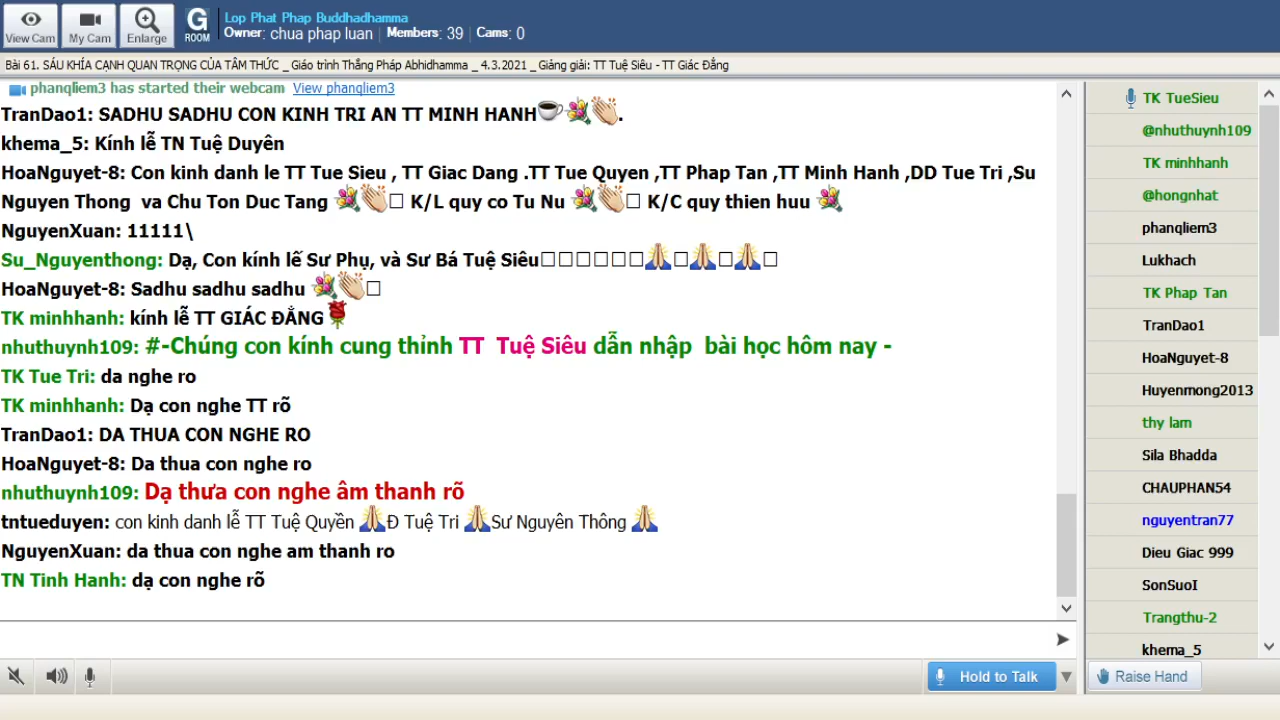 View Cam
My Cam
Enlarge
G
ROOM
Lop Phat Phap Buddhadhamma
Owner: chua phap luan | Members: 39 | Cams: 0
Bài 61. SÁU KHÍA CẠNH QUAN TRỌNG CỦA TÂM THỨC _ Giáo trình Thắng Pháp Abhidhamma _ 4.3.2021 _ Giảng giải: TT Tuệ Siêu - TT Giác Đẳng
phanqliem3 has started their webcam View phanqliem3
TranDao1: SADHU SADHU CON KINH TRI AN TT MINH HANH☕💐👏.
khema_5: Kính lễ TN Tuệ Duyên
HoaNguyet-8: Con kinh danh le TT Tue Sieu , TT Giac Dang .TT Tue Quyen ,TT Phap Tan ,TT Minh Hanh ,DD Tue Tri ,Su
Nguyen Thong va Chu Ton Duc Tang 💐👏□ K/L quy co Tu Nu 💐👏□ K/C quy thien huu 💐
NguyenXuan: 11111\
Su_Nguyenthong: Dạ, Con kính lế Sư Phụ, và Sư Bá Tuệ Siêu□□□□□□🙏□🙏□🙏□
HoaNguyet-8: Sadhu sadhu sadhu 💐👏□
TK minhhanh: kính lễ TT GIÁC ĐẲNG🌹
nhuthuynh109: #-Chúng con kính cung thỉnh TT Tuệ Siêu dẫn nhập bài học hôm nay -
TK Tue Tri: da nghe ro
TK minhhanh: Dạ con nghe TT rõ
TranDao1: DA THUA CON NGHE RO
HoaNguyet-8: Da thua con nghe ro
nhuthuynh109: Dạ thưa con nghe âm thanh rõ
tntueduyen: con kinh danh lễ TT Tuệ Quyền 🙏Đ Tuệ Tri 🙏Sư Nguyên Thông 🙏
NguyenXuan: da thua con nghe am thanh ro
TN Tinh Hanh: dạ con nghe rõ
TK TueSieu
@nhuthuynh109
TK minhhanh
@hongnhat
phanqliem3
Lukhach
TK Phap Tan
TranDao1
HoaNguyet-8
Huyenmong2013
thy lam
Sila Bhadda
CHAUPHAN54
nguyentran77
Dieu Giac 999
SonSuoI
Trangthu-2
khema_5
Hold to Talk
Raise Hand